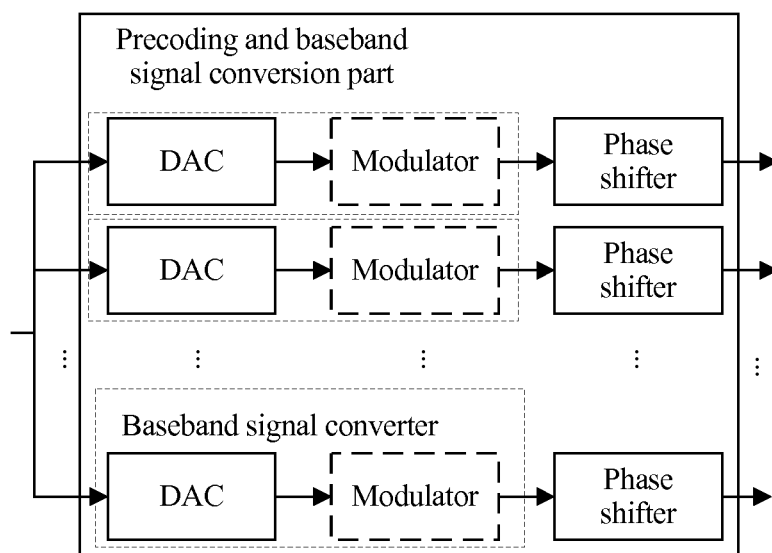 Precoding and baseband
signal conversion part
DAC
Modulator
Phase
shifter
DAC
Modulator
Phase
shifter
...
...
...
...
...
Baseband signal converter
DAC
Modulator
Phase
shifter